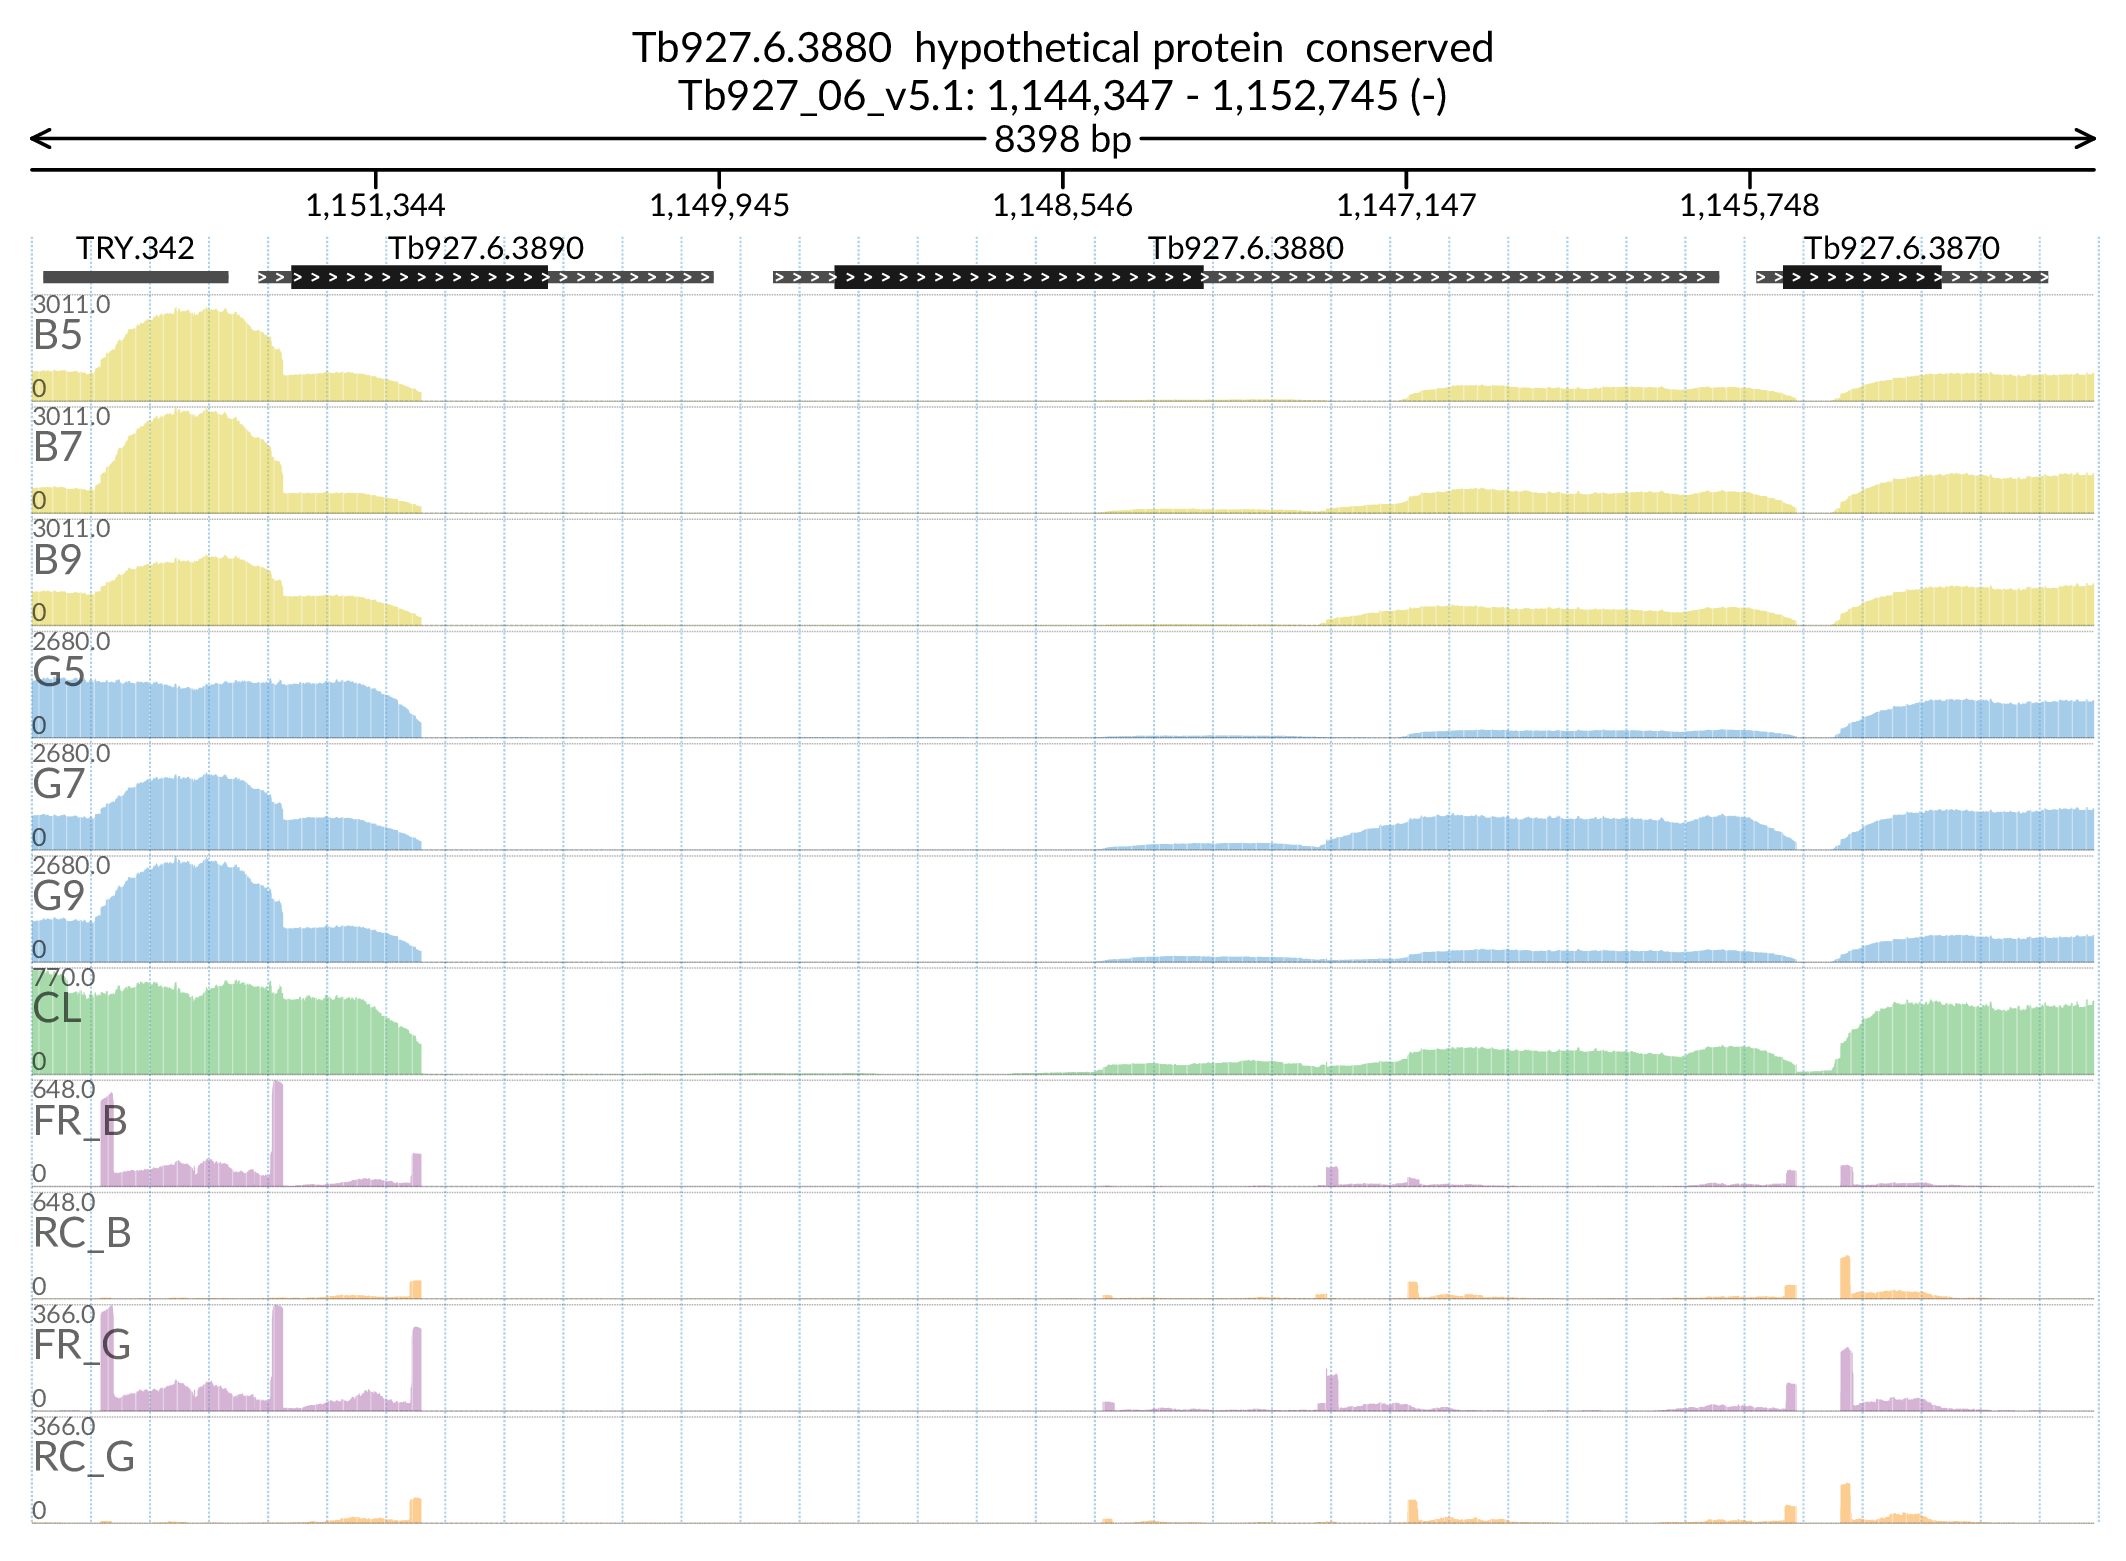 Tb927.6.3880 hypothetical protein conserved
Tb927_06_v5.1: 1,144,347 - 1,152,745 (-)
8398 bp
1,151,344 1,149,945 1,148,546 1,147,147 1,145,748
TRY.342 Tb927.6.3890 Tb927.6.3880 Tb927.6.3870
3011.0
B5
0
3011.0
B7
0
3011.0
B9
0
2680.0
G5
0
2680.0
G7
0
2680.0
G9
0
770.0
CL
0
648.0
FR_B
0
648.0
RC_B
0
366.0
FR_G
0
366.0
RC_G
0